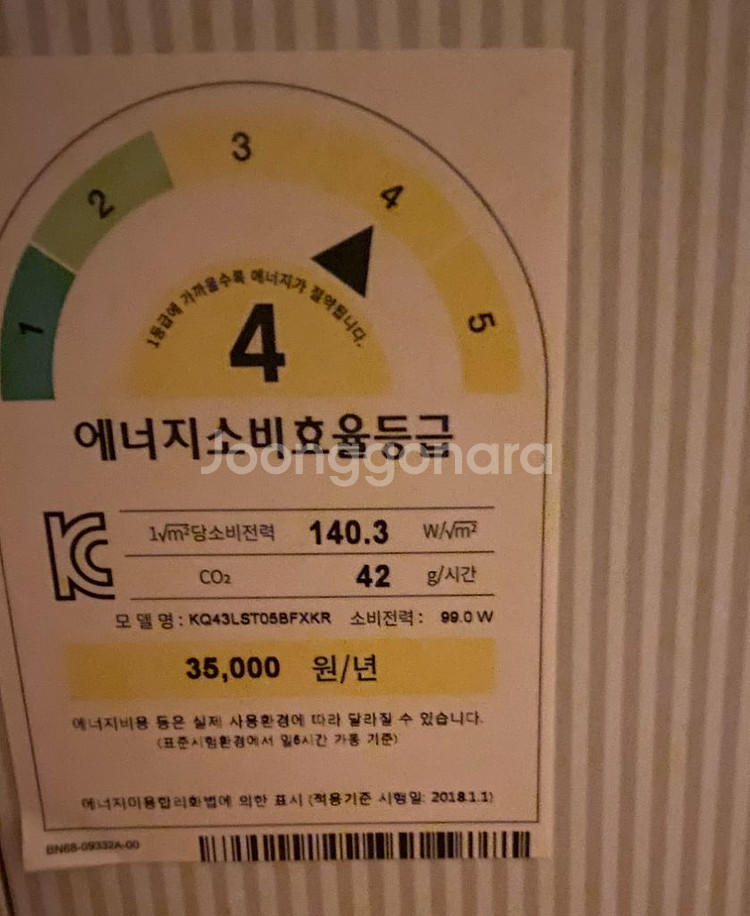 1
2
3
4
5
1등급에 가까울수록 에너지가 절약됩니다.
4
에너지소비효율등급
Joonggonara
1√m²당소비전력 140.3 W/√m²
CO₂ 42 g/시간
모 델 명 : KQ43LST05BFXKR 소비전력 : 99.0 W
35,000 원/년
에너지비용 등은 실제 사용환경에 따라 달라질 수 있습니다.
(표준시험환경에서 일6시간 가동 기준)
에너지이용합리화법에 의한 표시 (적용기준 시행일: 2018.1.1)
BN68-09332A-00